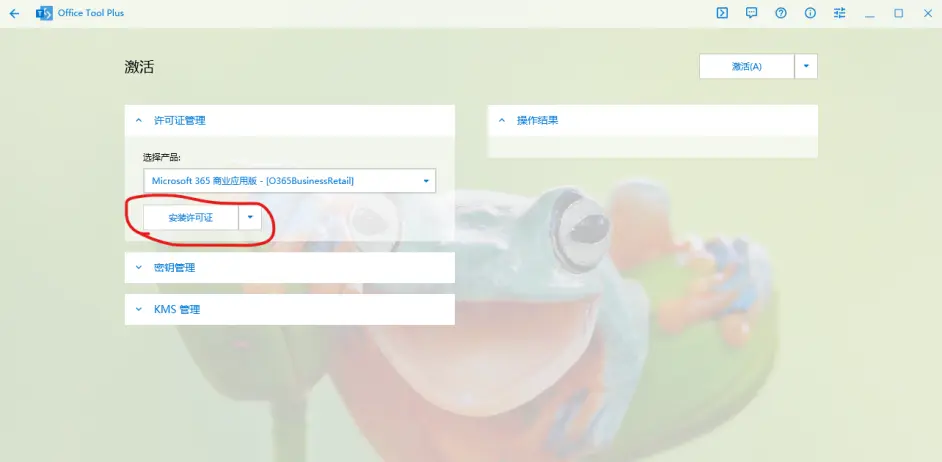 Office Tool Plus
激活
激活(A)
许可证管理
选择产品:
Microsoft 365 商业应用版 - [O365BusinessRetail]
安装许可证
密钥管理
KMS 管理
操作结果